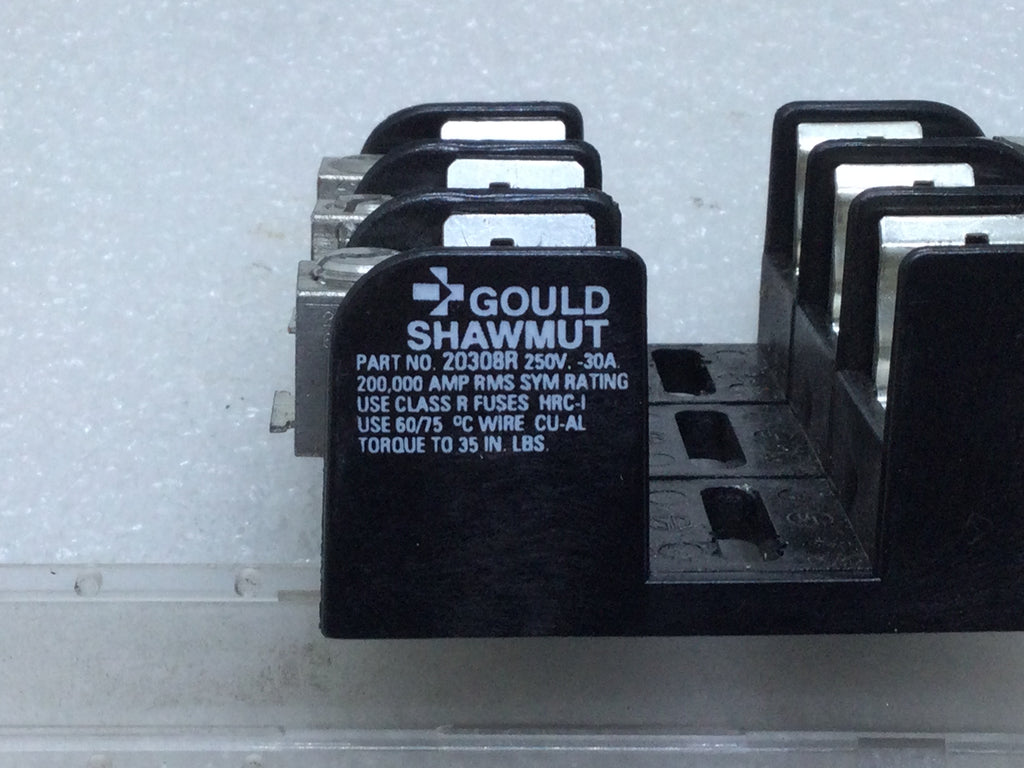 GOULD
SHAWMUT
PART NO. 20308R 250V. -30A.
200,000 AMP RMS SYM RATING
USE CLASS R FUSES HRC-I
USE 60/75 °C WIRE CU-AL
TORQUE TO 35 IN. LBS.